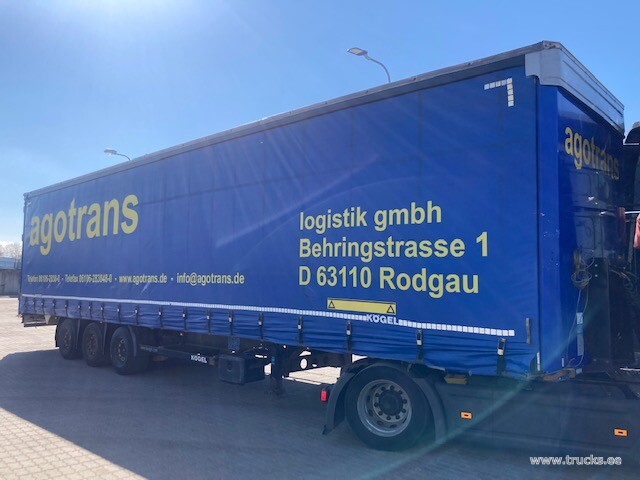 agotrans
logistik gmbh
Behringstrasse 1
D 63110 Rodgau
Telefax
www.agotrans.de · info@agotrans.de
KÖGEL
KÖGEL
agotrans
www.trucks.ee